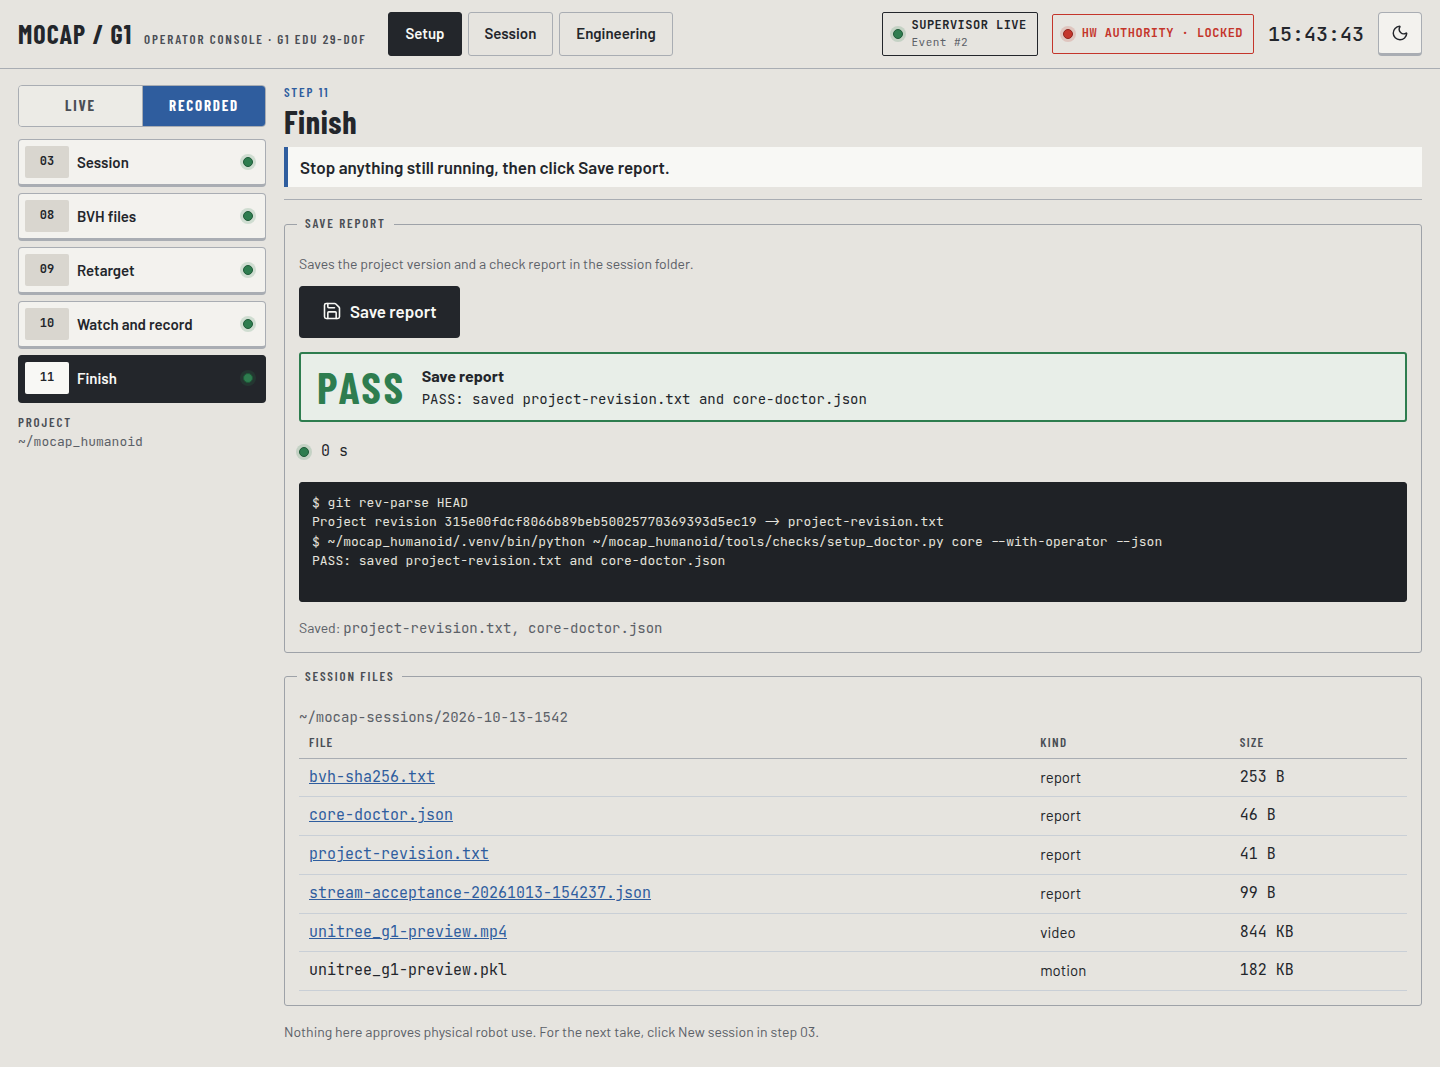 MOCAP / G1
OPERATOR CONSOLE · G1 EDU 29-DOF
Setup
Session
Engineering
SUPERVISOR LIVE
Event #2
HW AUTHORITY · LOCKED
15:43:43
LIVE
RECORDED
03 Session
08 BVH files
09 Retarget
10 Watch and record
11 Finish
PROJECT
~/mocap_humanoid
STEP 11
Finish
Stop anything still running, then click Save report.
SAVE REPORT
Saves the project version and a check report in the session folder.
Save report
PASS
Save report
PASS: saved project-revision.txt and core-doctor.json
0 s
$ git rev-parse HEAD
Project revision 315e00fdcf8066b89beb50025770369393d5ec19 → project-revision.txt
$ ~/mocap_humanoid/.venv/bin/python ~/mocap_humanoid/tools/checks/setup_doctor.py core --with-operator --json
PASS: saved project-revision.txt and core-doctor.json
Saved: project-revision.txt, core-doctor.json
SESSION FILES
~/mocap-sessions/2026-10-13-1542
FILE KIND SIZE
bvh-sha256.txt report 253 B
core-doctor.json report 46 B
project-revision.txt report 41 B
stream-acceptance-20261013-154237.json report 99 B
unitree_g1-preview.mp4 video 844 KB
unitree_g1-preview.pkl motion 182 KB
Nothing here approves physical robot use. For the next take, click New session in step 03.